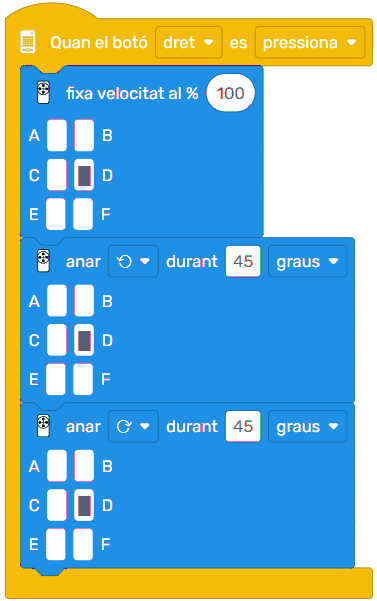 Quan el botó dret es pressiona
fixa velocitat al % 100
A B
C D
E F
anar durant 45 graus
A B
C D
E F
anar durant 45 graus
A B
C D
E F